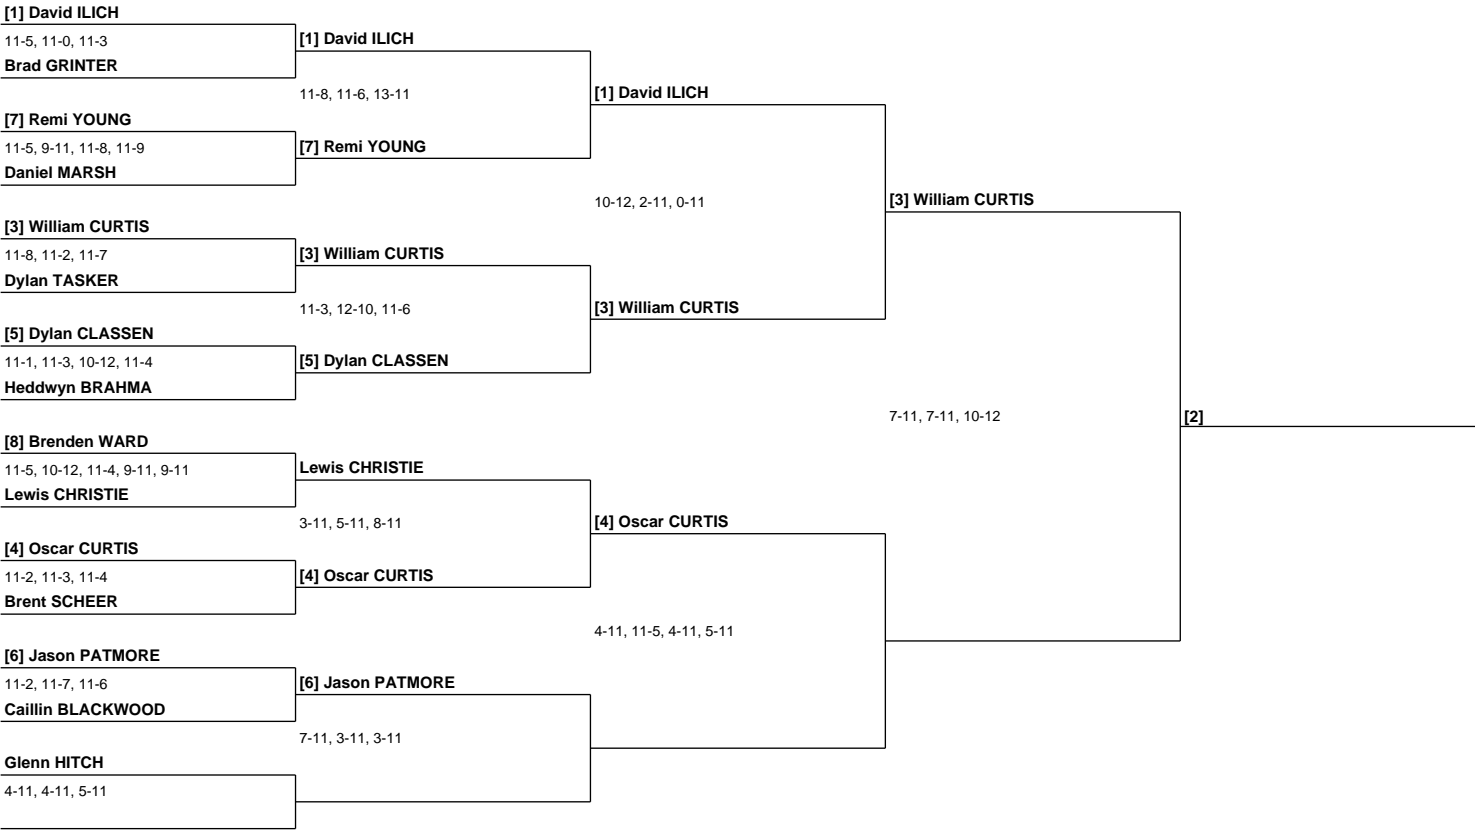 [1] David ILICH
11-5, 11-0, 11-3
Brad GRINTER
[7] Remi YOUNG
11-5, 9-11, 11-8, 11-9
Daniel MARSH
[3] William CURTIS
11-8, 11-2, 11-7
Dylan TASKER
[5] Dylan CLASSEN
11-1, 11-3, 10-12, 11-4
Heddwyn BRAHMA
[8] Brenden WARD
11-5, 10-12, 11-4, 9-11, 9-11
Lewis CHRISTIE
[4] Oscar CURTIS
11-2, 11-3, 11-4
Brent SCHEER
[6] Jason PATMORE
11-2, 11-7, 11-6
Caillin BLACKWOOD
Glenn HITCH
4-11, 4-11, 5-11
[1] David ILICH
11-8, 11-6, 13-11
[7] Remi YOUNG
[3] William CURTIS
11-3, 12-10, 11-6
[5] Dylan CLASSEN
Lewis CHRISTIE
3-11, 5-11, 8-11
[4] Oscar CURTIS
[6] Jason PATMORE
7-11, 3-11, 3-11
[1] David ILICH
10-12, 2-11, 0-11
[3] William CURTIS
[4] Oscar CURTIS
4-11, 11-5, 4-11, 5-11
[3] William CURTIS
7-11, 7-11, 10-12
[2]